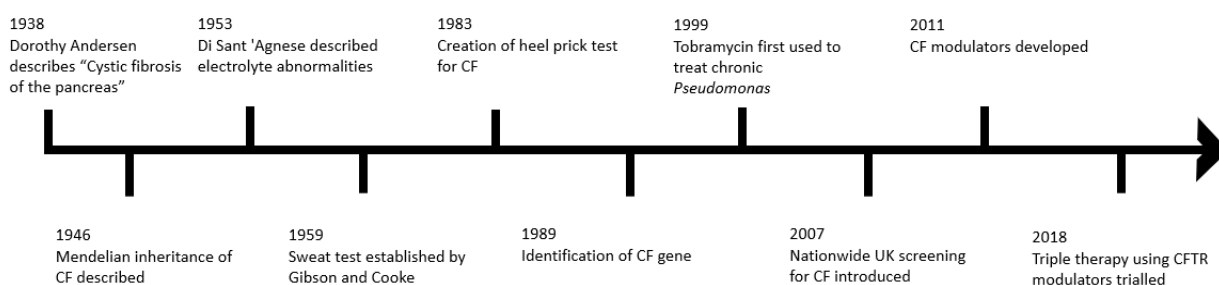 1938
Dorothy Andersen
describes “Cystic fibrosis
of the pancreas”
1953
Di Sant 'Agnese described
electrolyte abnormalities
1983
Creation of heel prick test
for CF
1999
Tobramycin first used to
treat chronic
Pseudomonas
2011
CF modulators developed
1946
Mendelian inheritance of
CF described
1959
Sweat test established by
Gibson and Cooke
1989
Identification of CF gene
2007
Nationwide UK screening
for CF introduced
2018
Triple therapy using CFTR
modulators trialled